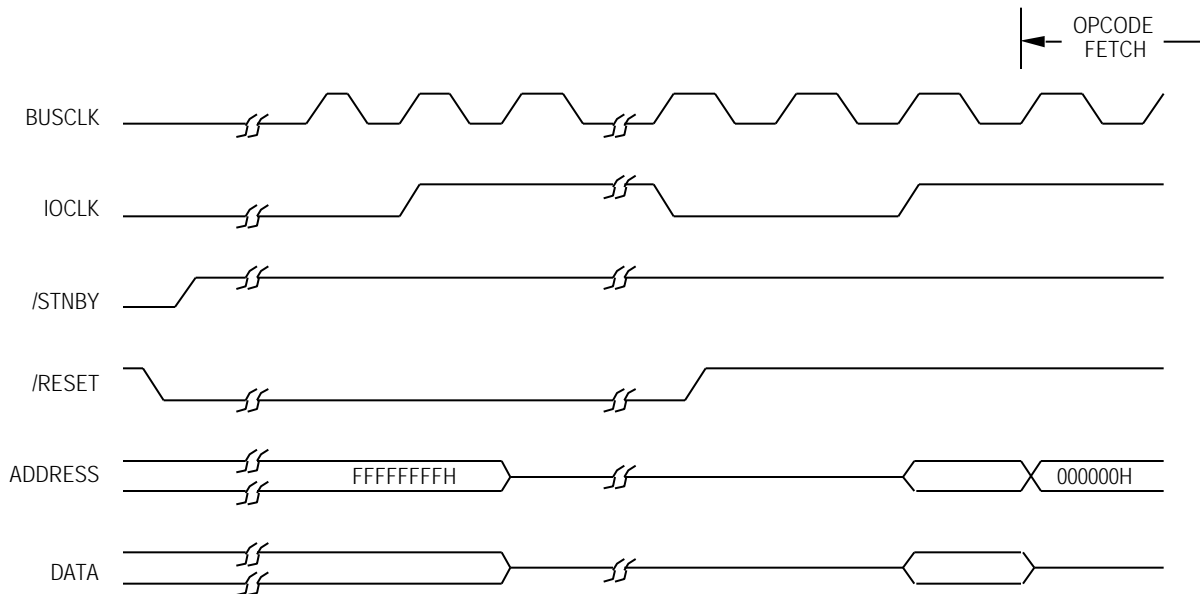 OPCODE
FETCH
BUSCLK
IOCLK
/STNBY
/RESET
ADDRESS
FFFFFFFFH
000000H
DATA